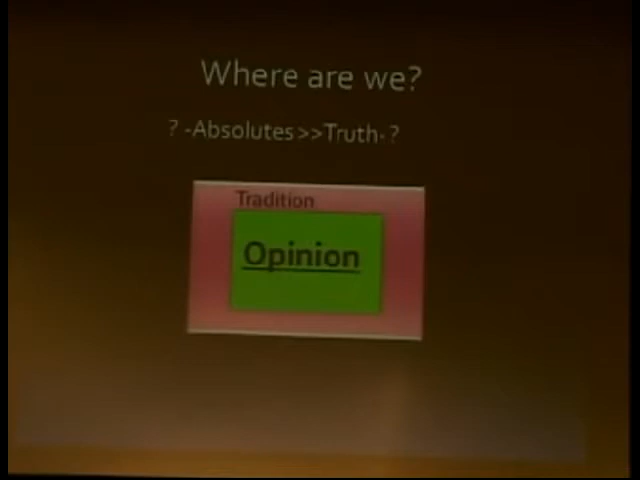 Where are we?
? -Absolutes>>Truth- ?
Tradition
Opinion